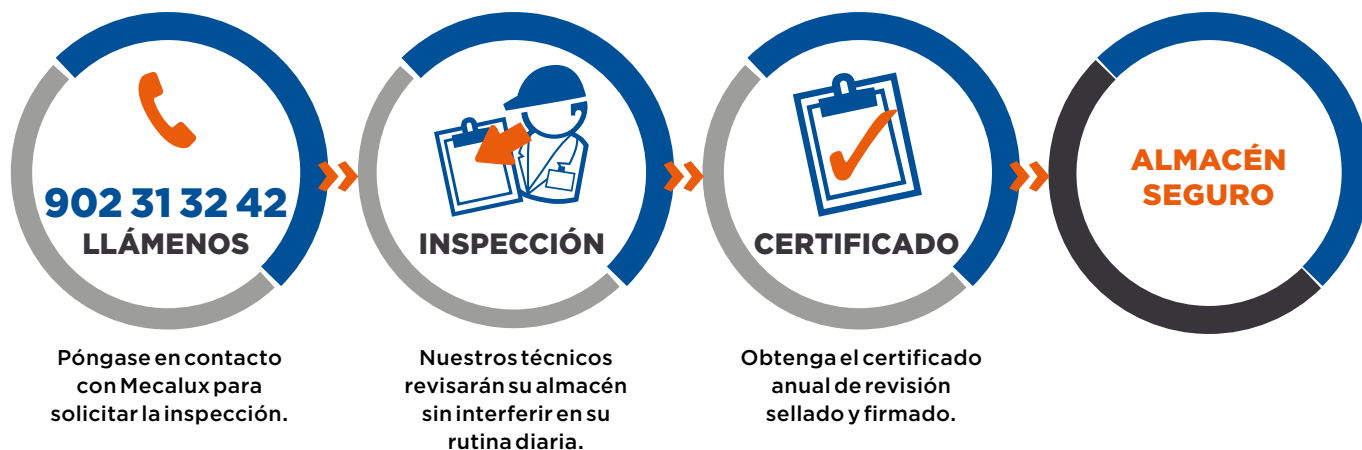 902 31 32 42
LLÁMENOS
Póngase en contacto
con Mecalux para
solicitar la inspección.
INSPECCIÓN
Nuestros técnicos
revisarán su almacén
sin interferir en su
rutina diaria.
CERTIFICADO
Obtenga el certificado
anual de revisión
sellado y firmado.
ALMACÉN
SEGURO